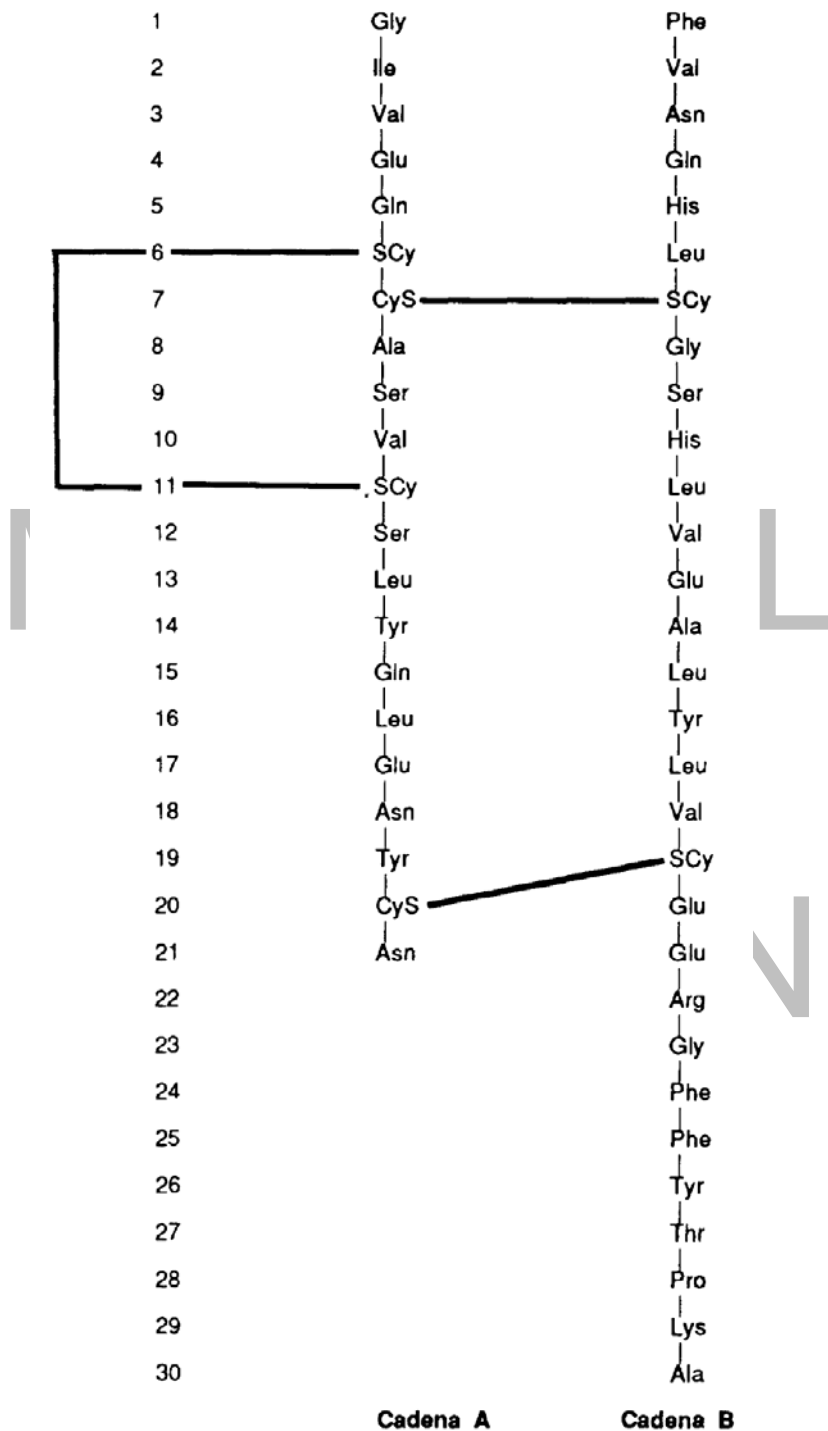 1 Gly Phe
2 Ile Val
3 Val Asn
4 Glu Gln
5 Gln His
6 SCy Leu
7 CyS SCy
8 Ala Gly
9 Ser Ser
10 Val His
11 SCy Leu
12 Ser Val
13 Leu Glu
14 Tyr Ala
15 Gln Leu
16 Leu Tyr
17 Glu Leu
18 Asn Val
19 Tyr SCy
20 CyS Glu
21 Asn Glu
22 Arg
23 Gly
24 Phe
25 Phe
26 Tyr
27 Thr
28 Pro
29 Lys
30 Ala
Cadena A Cadena B